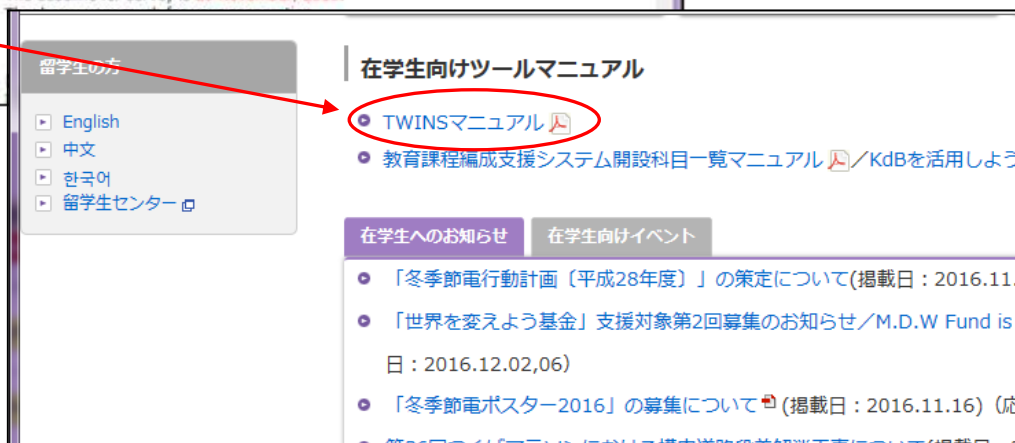 留学生の方
English
中文
한국어
留学生センター
在学生向けツールマニュアル
TWINSマニュアル
教育課程編成支援システム開設科目一覧マニュアル／KdBを活用しよう
在学生へのお知らせ 在学生向けイベント
「冬季節電行動計画〔平成28年度〕」の策定について(掲載日：2016.11.
「世界を変えよう基金」支援対象第2回募集のお知らせ／M.D.W Fund is
日：2016.12.02,06）
「冬季節電ポスター2016」の募集について (掲載日：2016.11.16)（応